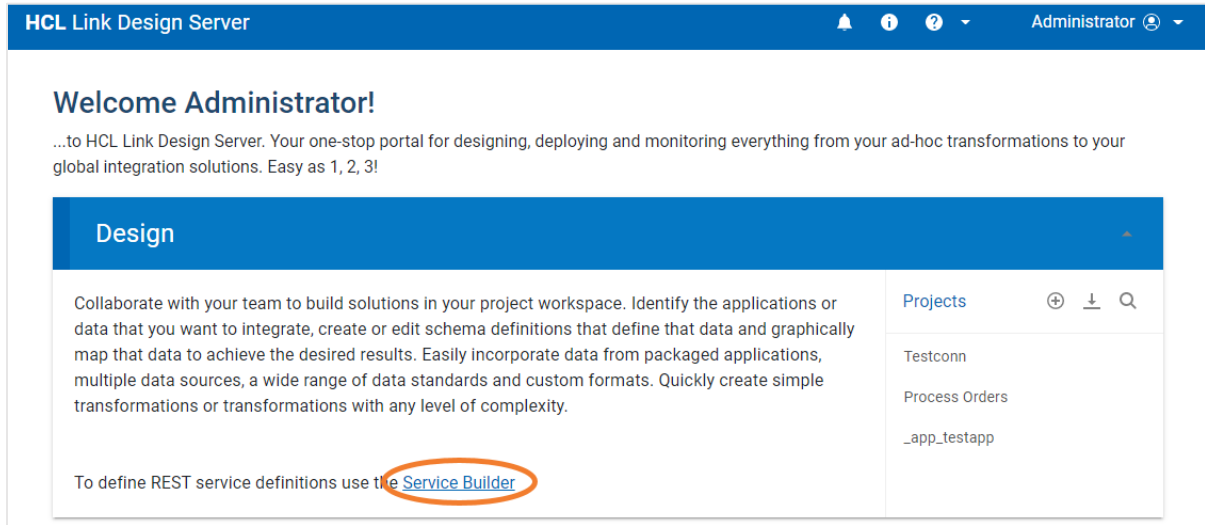 HCL Link Design Server
Administrator
Welcome Administrator!
...to HCL Link Design Server. Your one-stop portal for designing, deploying and monitoring everything from your ad-hoc transformations to your
global integration solutions. Easy as 1, 2, 3!
Design
Collaborate with your team to build solutions in your project workspace. Identify the applications or
data that you want to integrate, create or edit schema definitions that define that data and graphically
map that data to achieve the desired results. Easily incorporate data from packaged applications,
multiple data sources, a wide range of data standards and custom formats. Quickly create simple
transformations or transformations with any level of complexity.
To define REST service definitions use the Service Builder
Projects
Testconn
Process Orders
_app_testapp